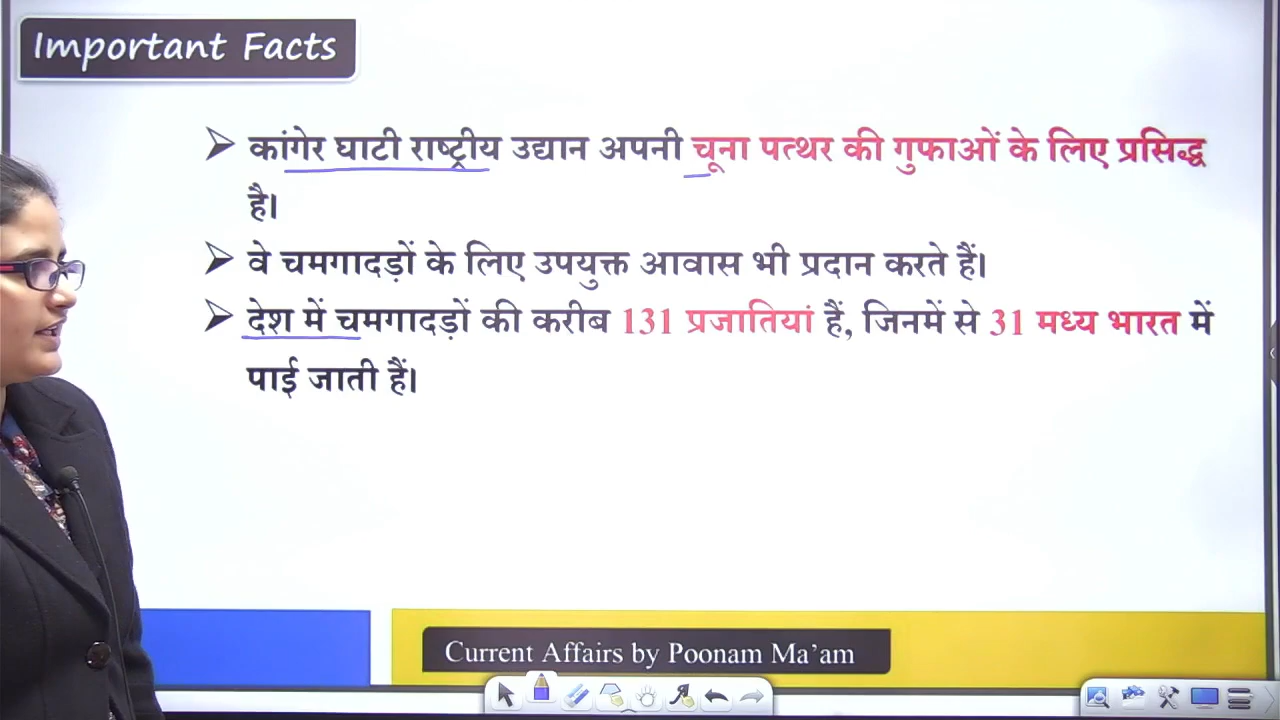 Important Facts
कांगेर घाटी राष्ट्रीय उद्यान अपनी चूना पत्थर की गुफाओं के लिए प्रसिद्ध
है।
वे चमगादड़ों के लिए उपयुक्त आवास भी प्रदान करते हैं।
देश में चमगादड़ों की करीब 131 प्रजातियां हैं, जिनमें से 31 मध्य भारत में
पाई जाती हैं।
Current Affairs by Poonam Ma’am